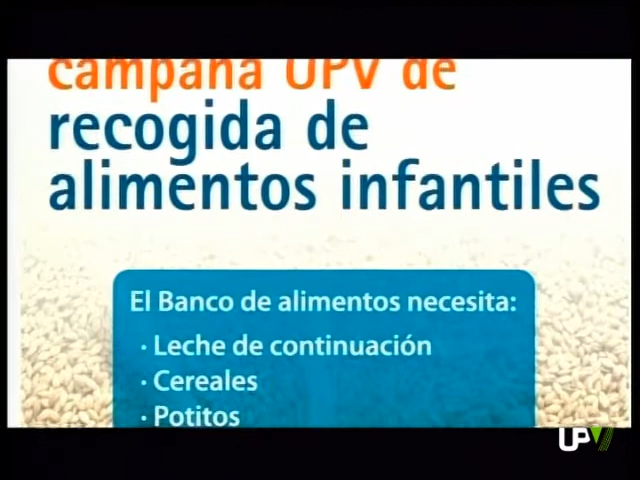 campaña UPV de
recogida de
alimentos infantiles
El Banco de alimentos necesita:
· Leche de continuación
· Cereales
· Potitos
UPV